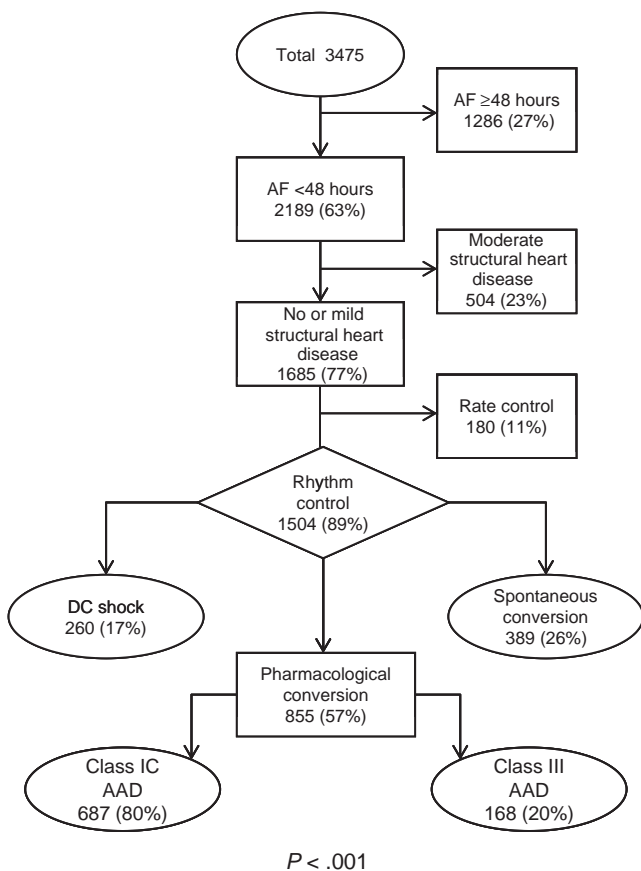 Total 3475
AF ≥48 hours
1286 (27%)
AF <48 hours
2189 (63%)
Moderate
structural heart
disease
504 (23%)
No or mild
structural heart
disease
1685 (77%)
Rate control
180 (11%)
Rhythm
control
1504 (89%)
DC shock
260 (17%)
Spontaneous
conversion
389 (26%)
Pharmacological
conversion
855 (57%)
Class IC
AAD
687 (80%)
Class III
AAD
168 (20%)
P < .001